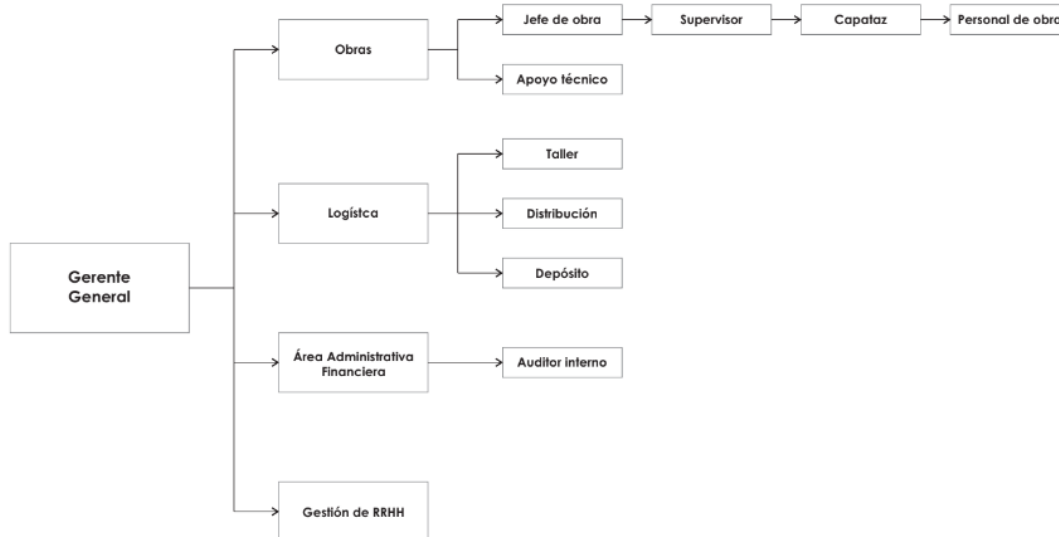 Jefe de obra
Supervisor
Capataz
Personal de obra
Obras
Apoyo técnico
Taller
Logístca
Distribución
Depósito
Gerente
General
Área Administrativa
Financiera
Auditor interno
Gestión de RRHH